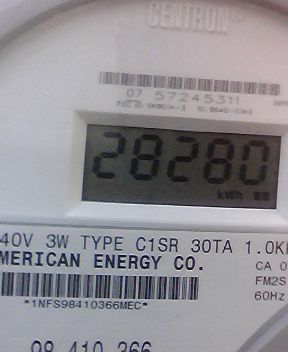 CENTRON®
07 57245311
28280
kWh
40V 3W TYPE C1SR 30TA 1.0K
MERICAN ENERGY CO.
CA 0
FM2S
60Hz
*1NFS98410366MEC*
98 410 366